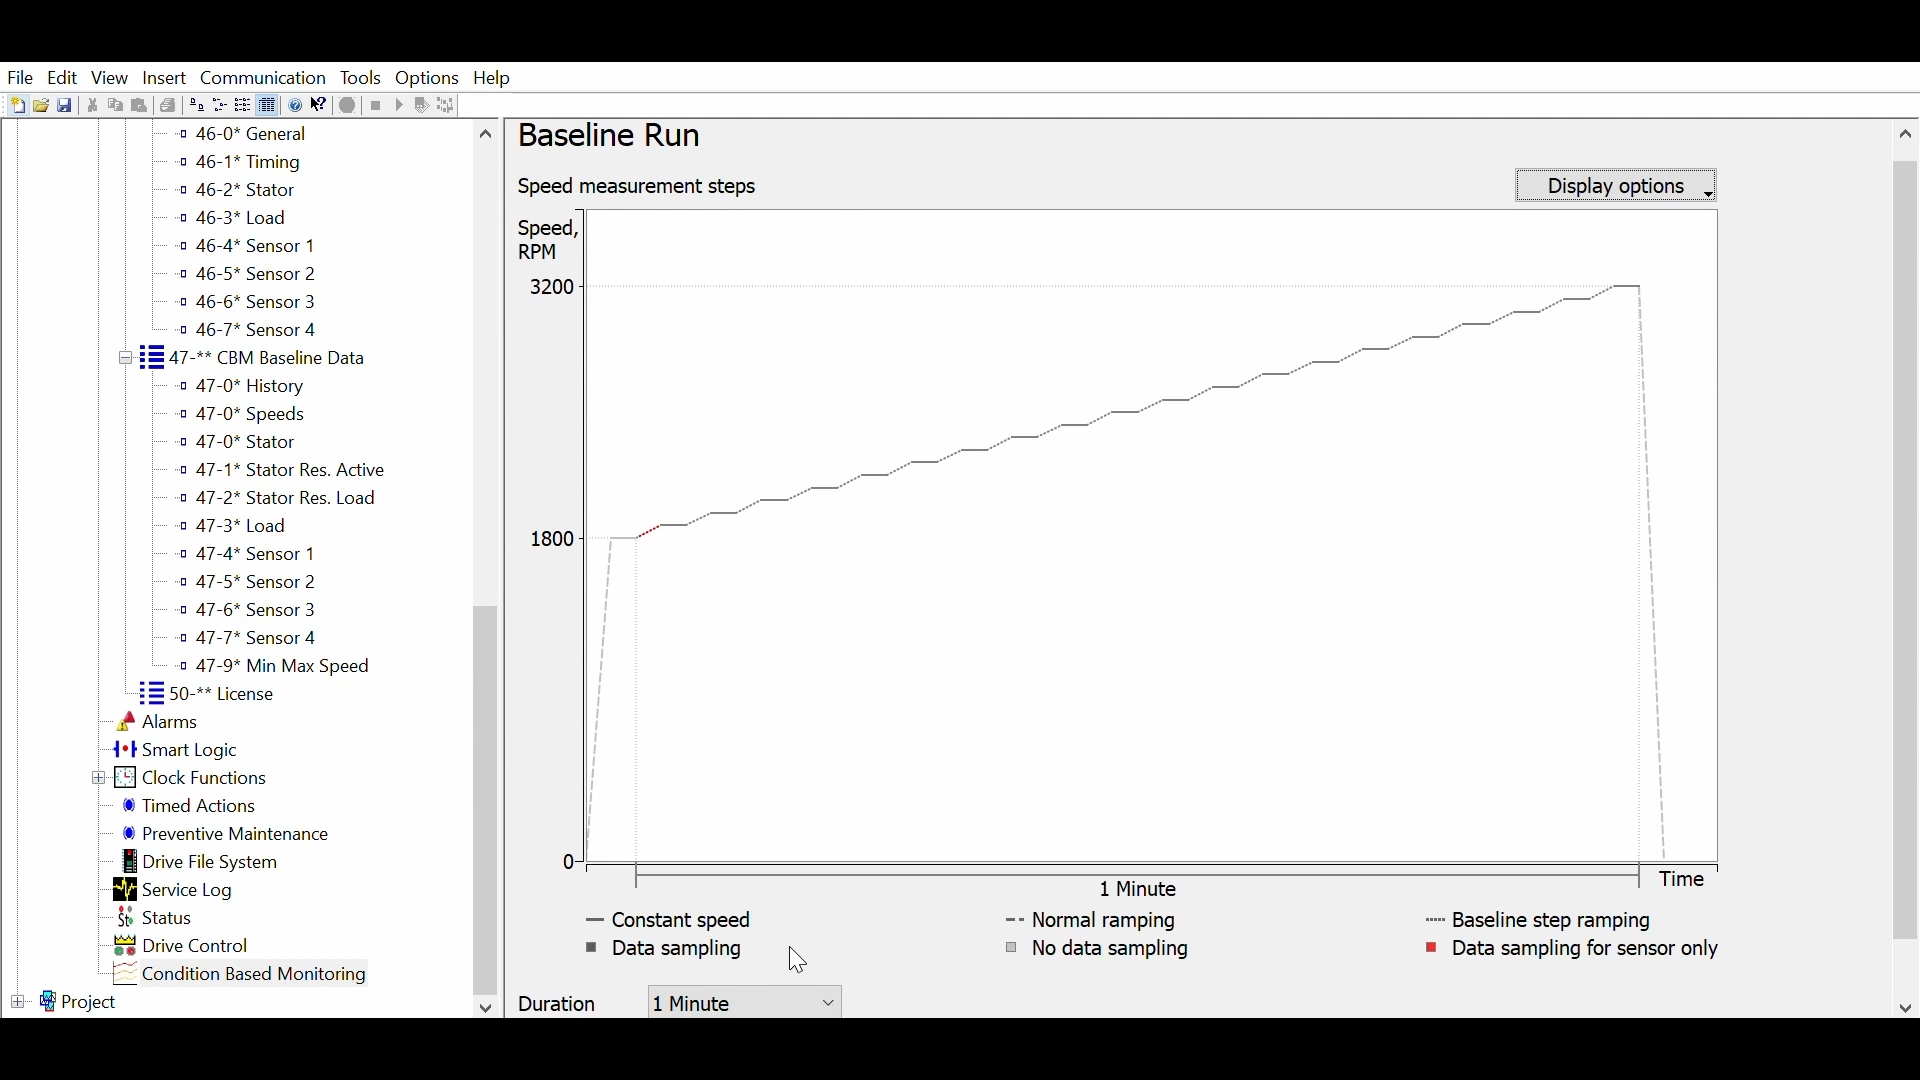 File Edit View Insert Communication Tools Options Help
46-0* General
46-1* Timing
46-2* Stator
46-3* Load
46-4* Sensor 1
46-5* Sensor 2
46-6* Sensor 3
46-7* Sensor 4
47-** CBM Baseline Data
47-0* History
47-0* Speeds
47-0* Stator
47-1* Stator Res. Active
47-2* Stator Res. Load
47-3* Load
47-4* Sensor 1
47-5* Sensor 2
47-6* Sensor 3
47-7* Sensor 4
47-9* Min Max Speed
50-** License
Alarms
Smart Logic
Clock Functions
Timed Actions
Preventive Maintenance
Drive File System
Service Log
Status
Drive Control
Condition Based Monitoring
Project
Baseline Run
Speed measurement steps
Display options
Speed,
RPM
3200
1800
0
1 Minute
Time
Constant speed
Normal ramping
Baseline step ramping
Data sampling
No data sampling
Data sampling for sensor only
Duration
1 Minute